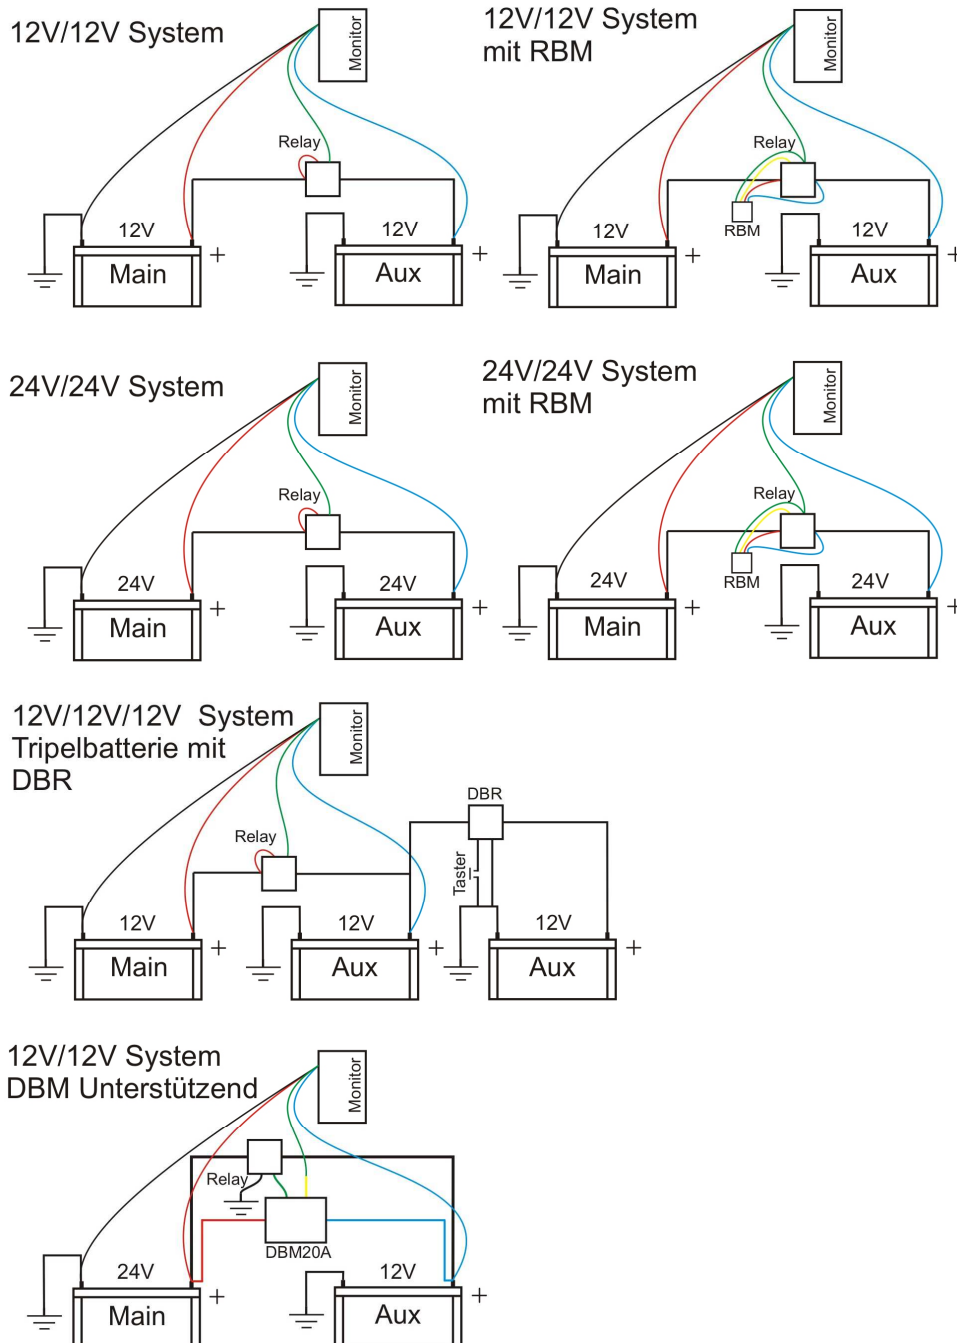 12V/12V System
Monitor
Relay
12V
12V
+
+
Main
Aux
12V/12V System
mit RBM
Monitor
Relay
RBM
12V
12V
+
+
Main
Aux
24V/24V System
Monitor
Relay
24V
24V
+
+
Main
Aux
24V/24V System
mit RBM
Monitor
Relay
RBM
24V
24V
+
+
Main
Aux
12V/12V/12V System
Tripelbatterie mit
DBR
Monitor
DBR
Relay
Taster
12V
12V
12V
+
+
+
Main
Aux
Aux
12V/12V System
DBM Unterstützend
Monitor
Relay
DBM20A
24V
12V
+
+
Main
Aux